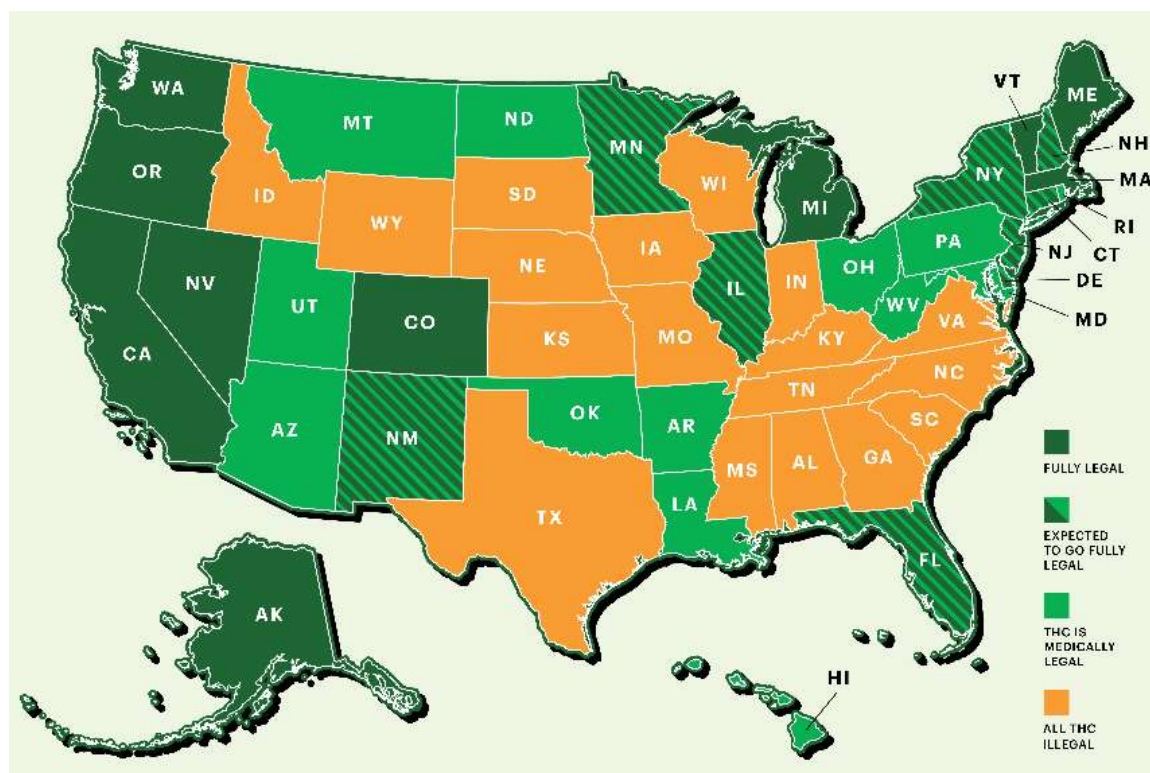 WA
MT
ND
MN
VT
ME
NH
OR
ID
SD
WI
MI
NY
MA
RI
WY
IA
PA
NJ
CT
NE
OH
DE
NV
UT
CO
IL
IN
WV
MD
CA
KS
MO
KY
VA
NC
TN
AZ
NM
OK
AR
SC
MS
AL
GA
TX
LA
FL
AK
HI
FULLY LEGAL
EXPECTED
TO GO FULLY
LEGAL
THC IS
MEDICALLY
LEGAL
ALL THC
ILLEGAL